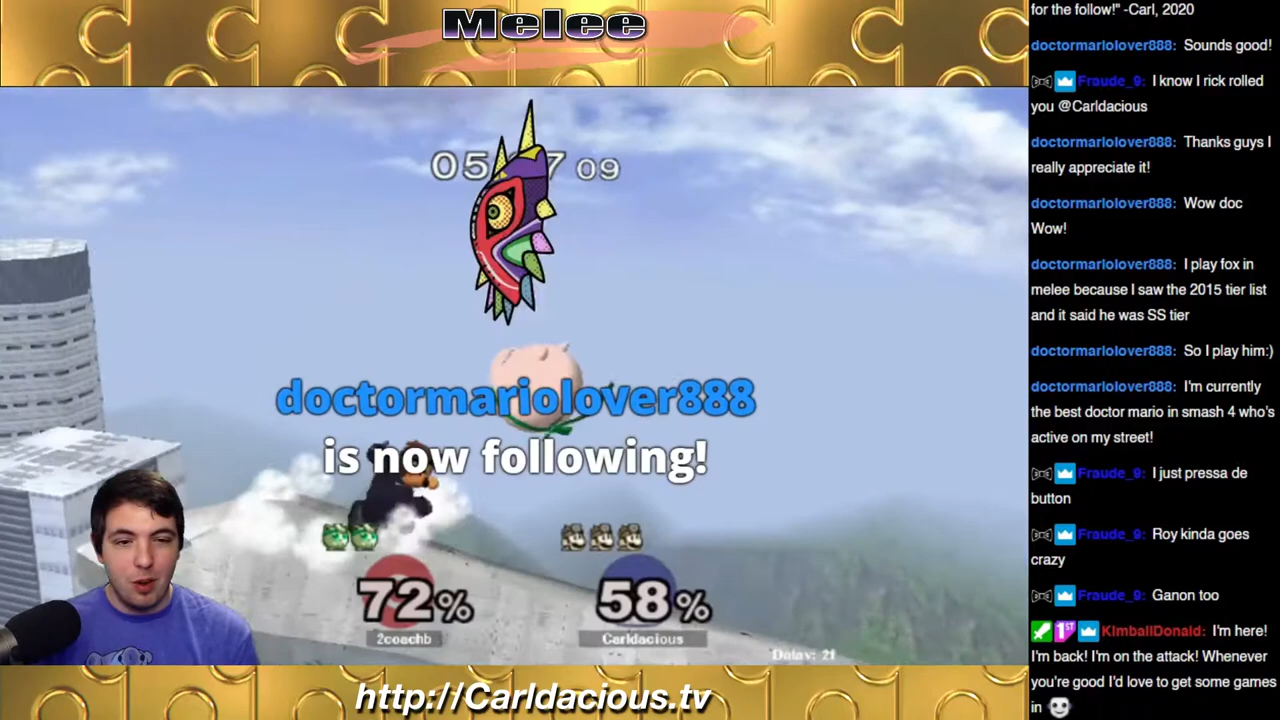 Melee
05
7 09
doctormariolover888
is now following!
72%
2coachb
58%
Carldacious
Delay: 21
http://Carldacious.tv
for the follow!" -Carl, 2020
doctormariolover888: Sounds good!
Fraude_9: I know I rick rolled
you @Carldacious
doctormariolover888: Thanks guys I
really appreciate it!
doctormariolover888: Wow doc
Wow!
doctormariolover888: I play fox in
melee because I saw the 2015 tier list
and it said he was SS tier
doctormariolover888: So I play him:)
doctormariolover888: I'm currently
the best doctor mario in smash 4 who's
active on my street!
Fraude_9: I just pressa de
button
Fraude_9: Roy kinda goes
crazy
Fraude_9: Ganon too
1ST KimballDonald: I'm here!
I'm back! I'm on the attack! Whenever
you're good I'd love to get some games
in